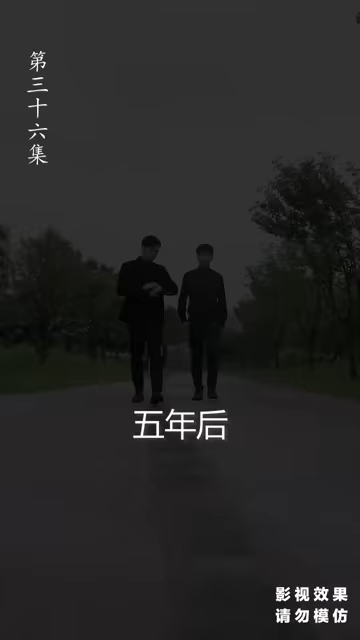 第三十六集
五年后
影视效果
请勿模仿